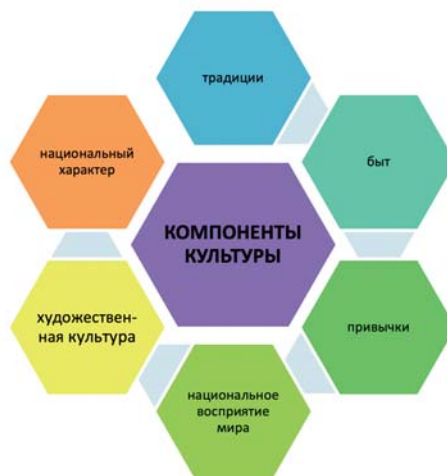 традиции
национальный
характер
быт
КОМПОНЕНТЫ
КУЛЬТУРЫ
художествен-
ная культура
привычки
национальное
восприятие
мира